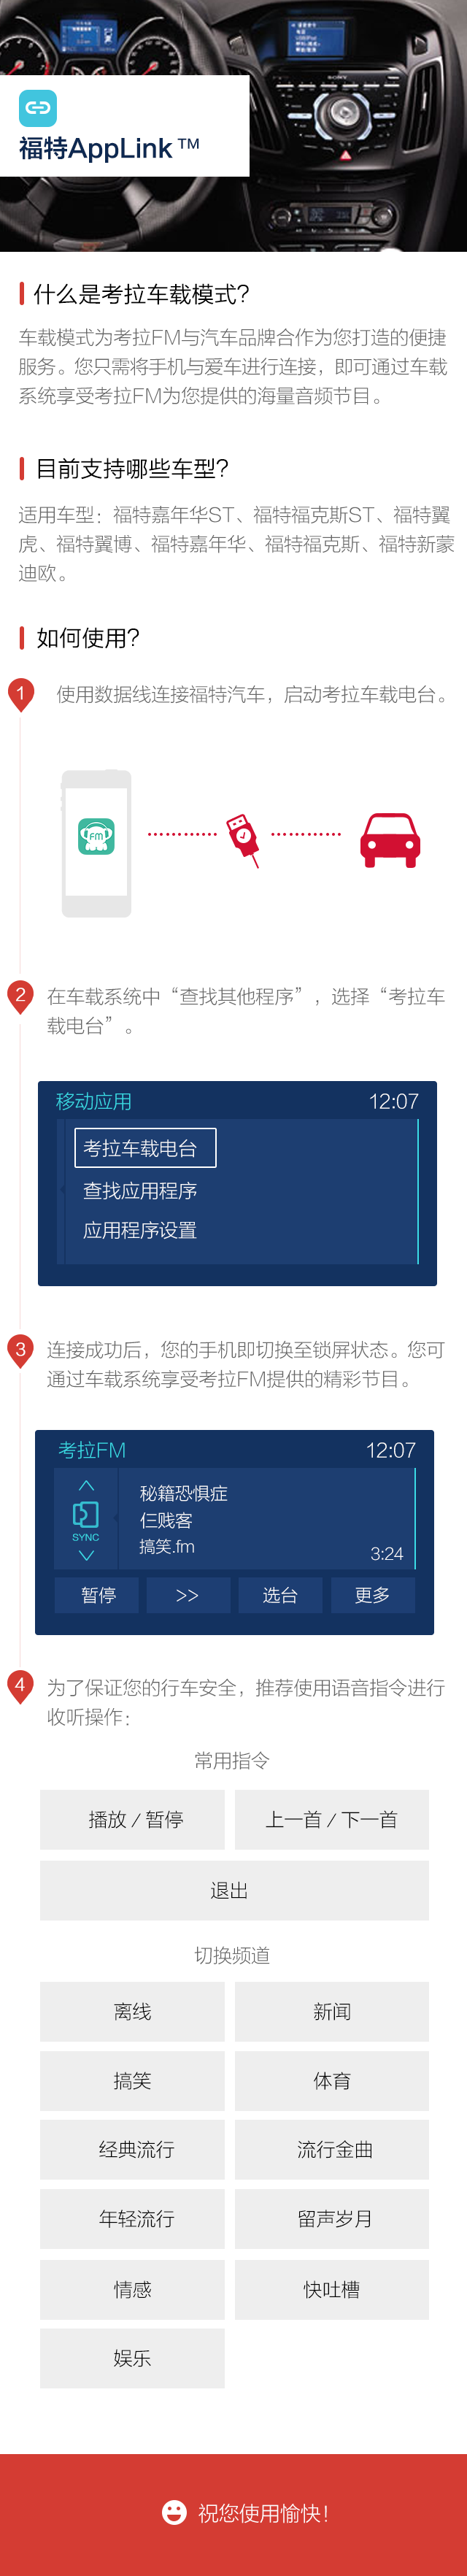 福特AppLink™
什么是考拉车载模式?
车载模式为考拉FM与汽车品牌合作为您打造的便捷
服务。您只需将手机与爱车进行连接，即可通过车载
系统享受考拉FM为您提供的海量音频节目。
目前支持哪些车型?
适用车型：福特嘉年华ST、福特福克斯ST、福特翼
虎、福特翼博、福特嘉年华、福特福克斯、福特新蒙
迪欧。
如何使用?
1
使用数据线连接福特汽车，启动考拉车载电台。
FM
2
在车载系统中“查找其他程序”，选择“考拉车
载电台”。
移动应用 12:07
考拉车载电台
查找应用程序
应用程序设置
3
连接成功后，您的手机即切换至锁屏状态。您可
通过车载系统享受考拉FM提供的精彩节目。
考拉FM 12:07
秘籍恐惧症
仨贱客
搞笑.fm
SYNC
3:24
暂停 >> 选台 更多
4
为了保证您的行车安全，推荐使用语音指令进行
收听操作：
常用指令
播放 / 暂停 上一首 / 下一首
退出
切换频道
离线 新闻
搞笑 体育
经典流行 流行金曲
年轻流行 留声岁月
情感 快吐槽
娱乐
祝您使用愉快!